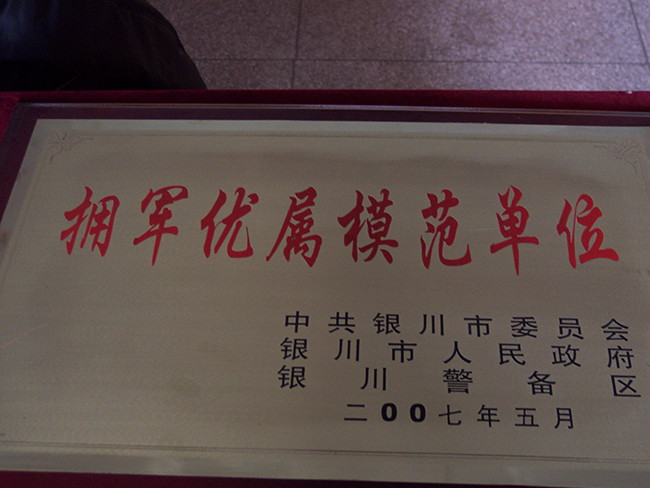 拥军优属模范单位
中共银川市委员会
银川市人民政府
银川警备区
二00七年五月